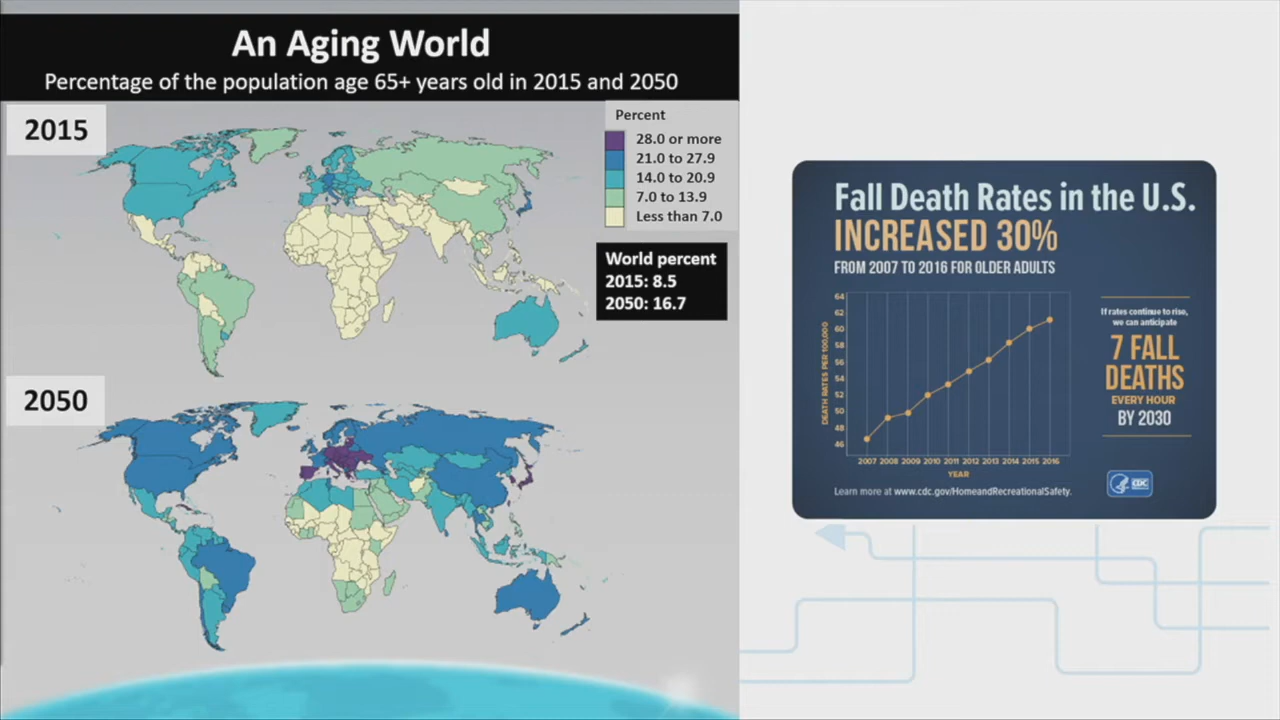 An Aging World
Percentage of the population age 65+ years old in 2015 and 2050
2015
Percent
28.0 or more
21.0 to 27.9
14.0 to 20.9
7.0 to 13.9
Less than 7.0
World percent
2015: 8.5
2050: 16.7
2050
Fall Death Rates in the U.S.
INCREASED 30%
FROM 2007 TO 2016 FOR OLDER ADULTS
DEATH RATES PER 100,000
64
62
60
58
56
54
52
50
48
46
2007 2008 2009 2010 2011 2012 2013 2014 2015 2016
YEAR
If rates continue to rise,
we can anticipate
7 FALL
DEATHS
EVERY HOUR
BY 2030
Learn more at www.cdc.gov/HomeandRecreationalSafety.
CDC